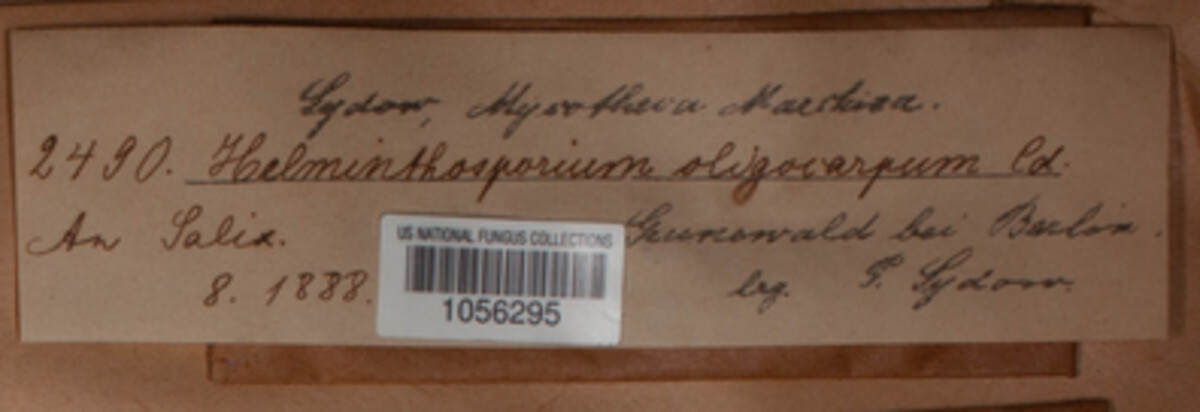 Sydow, Mycotheca Marchica.
2490. Helminthosporium oligocarpum Cd.
An Salix. Grunewald bei Berlin.
8. 1888. leg. P. Sydow.
US NATIONAL FUNGUS COLLECTIONS
1056295